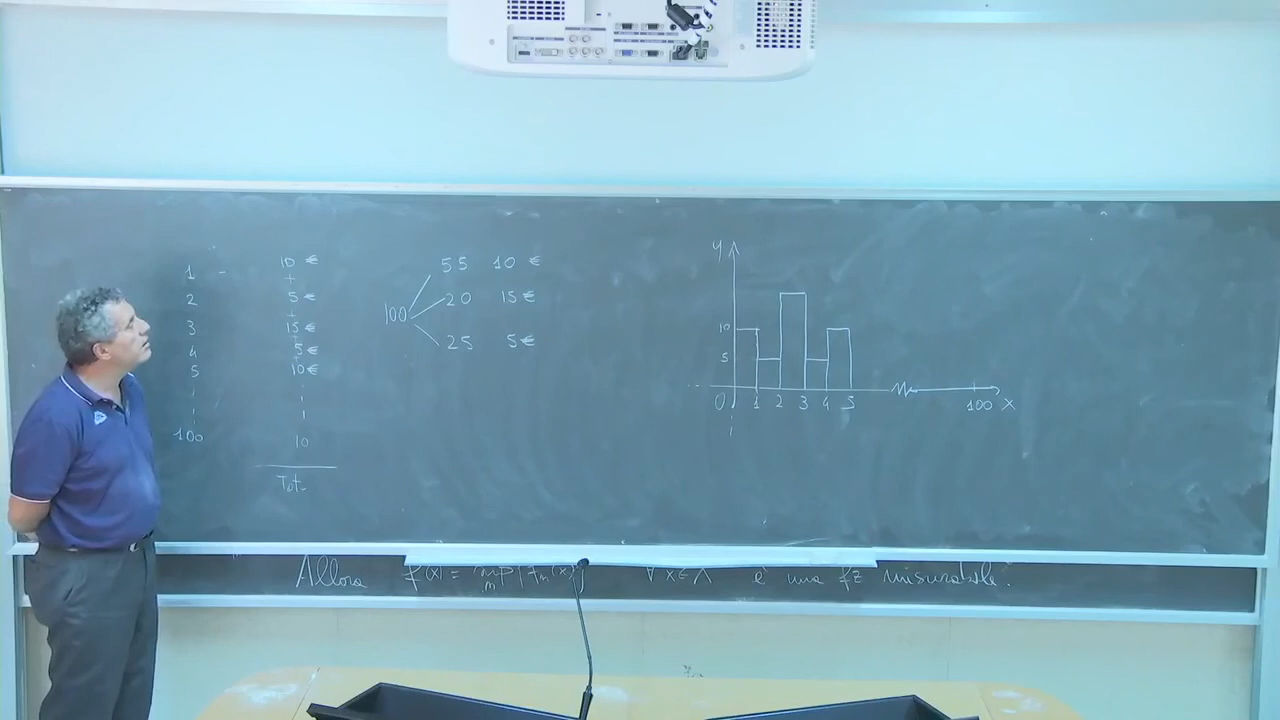 1 - 10 €
+
2 5 €
+
3 15 €
+
4 5 €
+
5 10 €
100 10
Tot.
100
55 10 €
20 15 €
25 5 €
y
10
5
0 1 2 3 4 5 100 x
Allora f(x) = sup {fn(x)} ∀ x ∈ A è una fz misurabile.
n